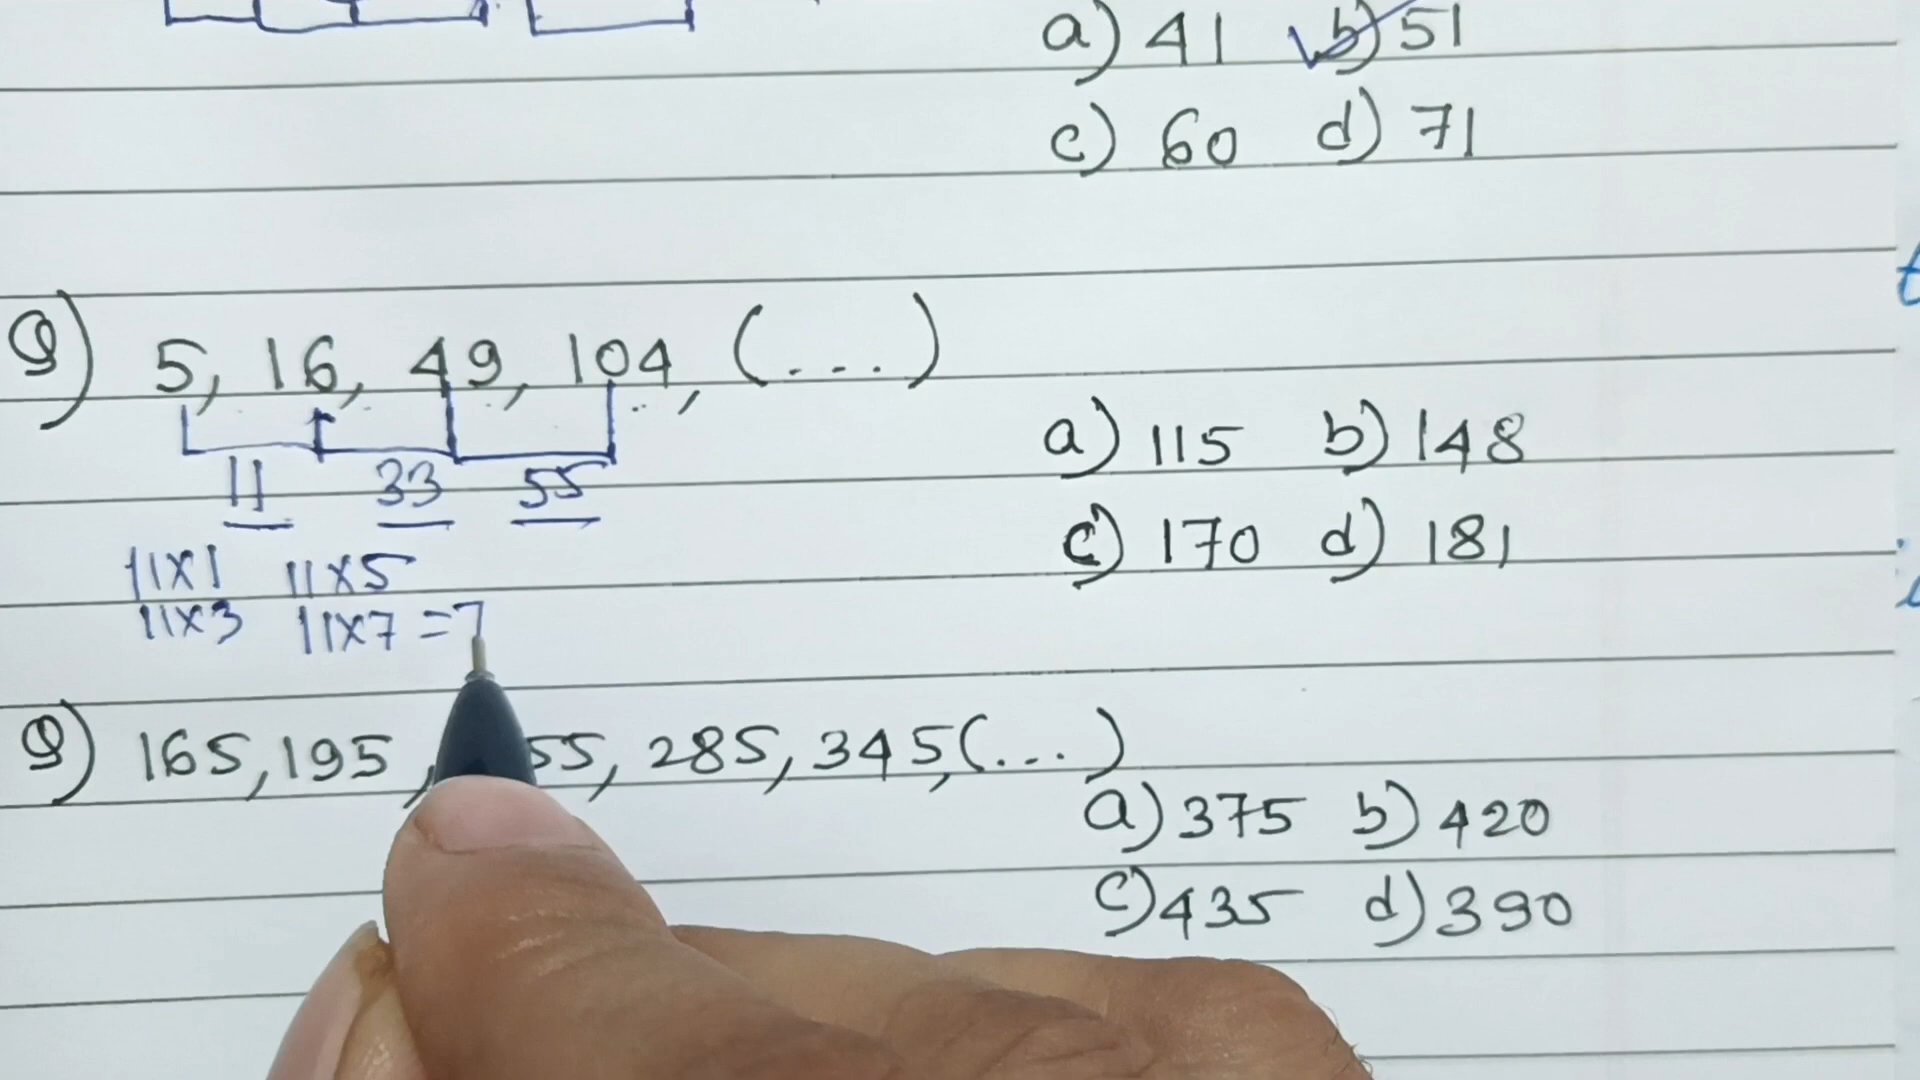 a) 41 b) 51
c) 60 d) 71
Q) 5, 16, 49, 104, (...)
11 33 55
a) 115 b) 148
c) 170 d) 181
11x1 11x5
11x3 11x7 = 7
Q) 165, 195, 55, 285, 345, (...)
a) 375 b) 420
c) 435 d) 390